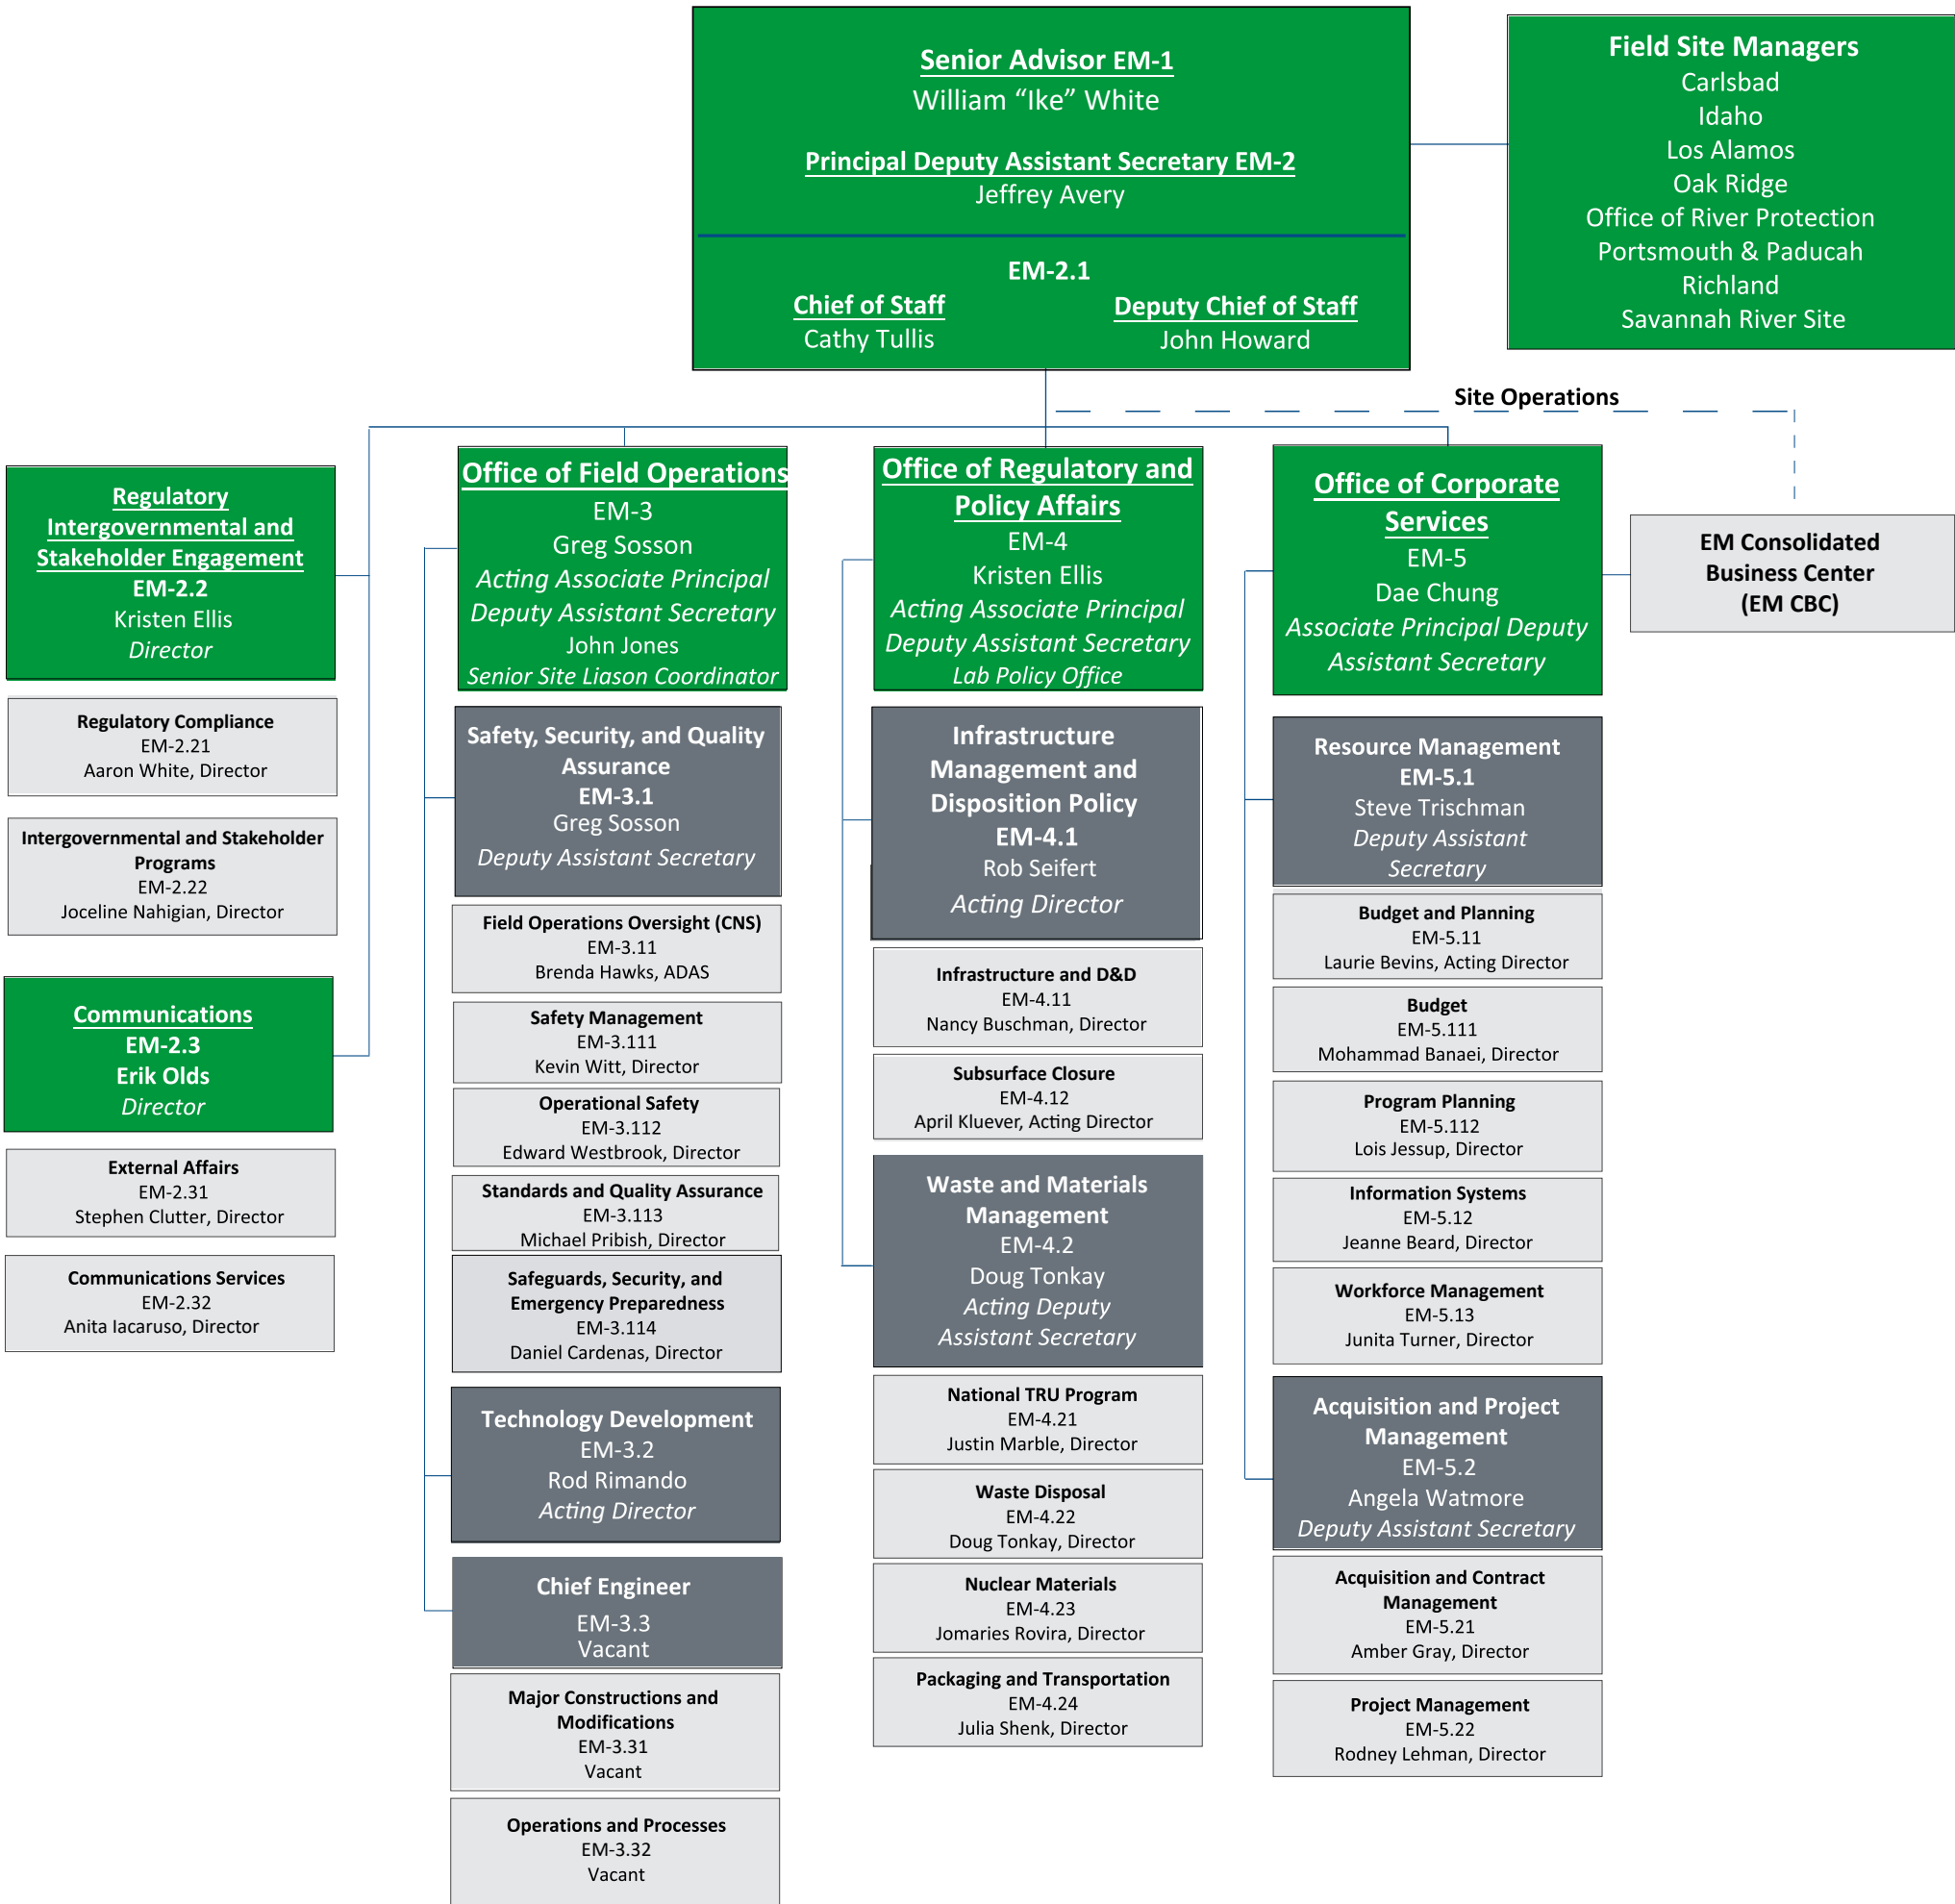 Senior Advisor EM-1
William “Ike” White
Principal Deputy Assistant Secretary EM-2
Jeffrey Avery
EM-2.1
Chief of Staff
Cathy Tullis
Deputy Chief of Staff
John Howard
Field Site Managers
Carlsbad
Idaho
Los Alamos
Oak Ridge
Office of River Protection
Portsmouth & Paducah
Richland
Savannah River Site
Site Operations
Regulatory
Intergovernmental and
Stakeholder Engagement
EM-2.2
Kristen Ellis
Director
Regulatory Compliance
EM-2.21
Aaron White, Director
Intergovernmental and Stakeholder
Programs
EM-2.22
Joceline Nahigian, Director
Communications
EM-2.3
Erik Olds
Director
External Affairs
EM-2.31
Stephen Clutter, Director
Communications Services
EM-2.32
Anita Iacaruso, Director
Office of Field Operations
EM-3
Greg Sosson
Acting Associate Principal
Deputy Assistant Secretary
John Jones
Senior Site Liason Coordinator
Safety, Security, and Quality
Assurance
EM-3.1
Greg Sosson
Deputy Assistant Secretary
Field Operations Oversight (CNS)
EM-3.11
Brenda Hawks, ADAS
Safety Management
EM-3.111
Kevin Witt, Director
Operational Safety
EM-3.112
Edward Westbrook, Director
Standards and Quality Assurance
EM-3.113
Michael Pribish, Director
Safeguards, Security, and
Emergency Preparedness
EM-3.114
Daniel Cardenas, Director
Technology Development
EM-3.2
Rod Rimando
Acting Director
Chief Engineer
EM-3.3
Vacant
Major Constructions and
Modifications
EM-3.31
Vacant
Operations and Processes
EM-3.32
Vacant
Office of Regulatory and
Policy Affairs
EM-4
Kristen Ellis
Acting Associate Principal
Deputy Assistant Secretary
Lab Policy Office
Infrastructure
Management and
Disposition Policy
EM-4.1
Rob Seifert
Acting Director
Infrastructure and D&D
EM-4.11
Nancy Buschman, Director
Subsurface Closure
EM-4.12
April Kluever, Acting Director
Waste and Materials
Management
EM-4.2
Doug Tonkay
Acting Deputy
Assistant Secretary
National TRU Program
EM-4.21
Justin Marble, Director
Waste Disposal
EM-4.22
Doug Tonkay, Director
Nuclear Materials
EM-4.23
Jomaries Rovira, Director
Packaging and Transportation
EM-4.24
Julia Shenk, Director
Office of Corporate
Services
EM-5
Dae Chung
Associate Principal Deputy
Assistant Secretary
EM Consolidated
Business Center
(EM CBC)
Resource Management
EM-5.1
Steve Trischman
Deputy Assistant
Secretary
Budget and Planning
EM-5.11
Laurie Bevins, Acting Director
Budget
EM-5.111
Mohammad Banaei, Director
Program Planning
EM-5.112
Lois Jessup, Director
Information Systems
EM-5.12
Jeanne Beard, Director
Workforce Management
EM-5.13
Junita Turner, Director
Acquisition and Project
Management
EM-5.2
Angela Watmore
Deputy Assistant Secretary
Acquisition and Contract
Management
EM-5.21
Amber Gray, Director
Project Management
EM-5.22
Rodney Lehman, Director